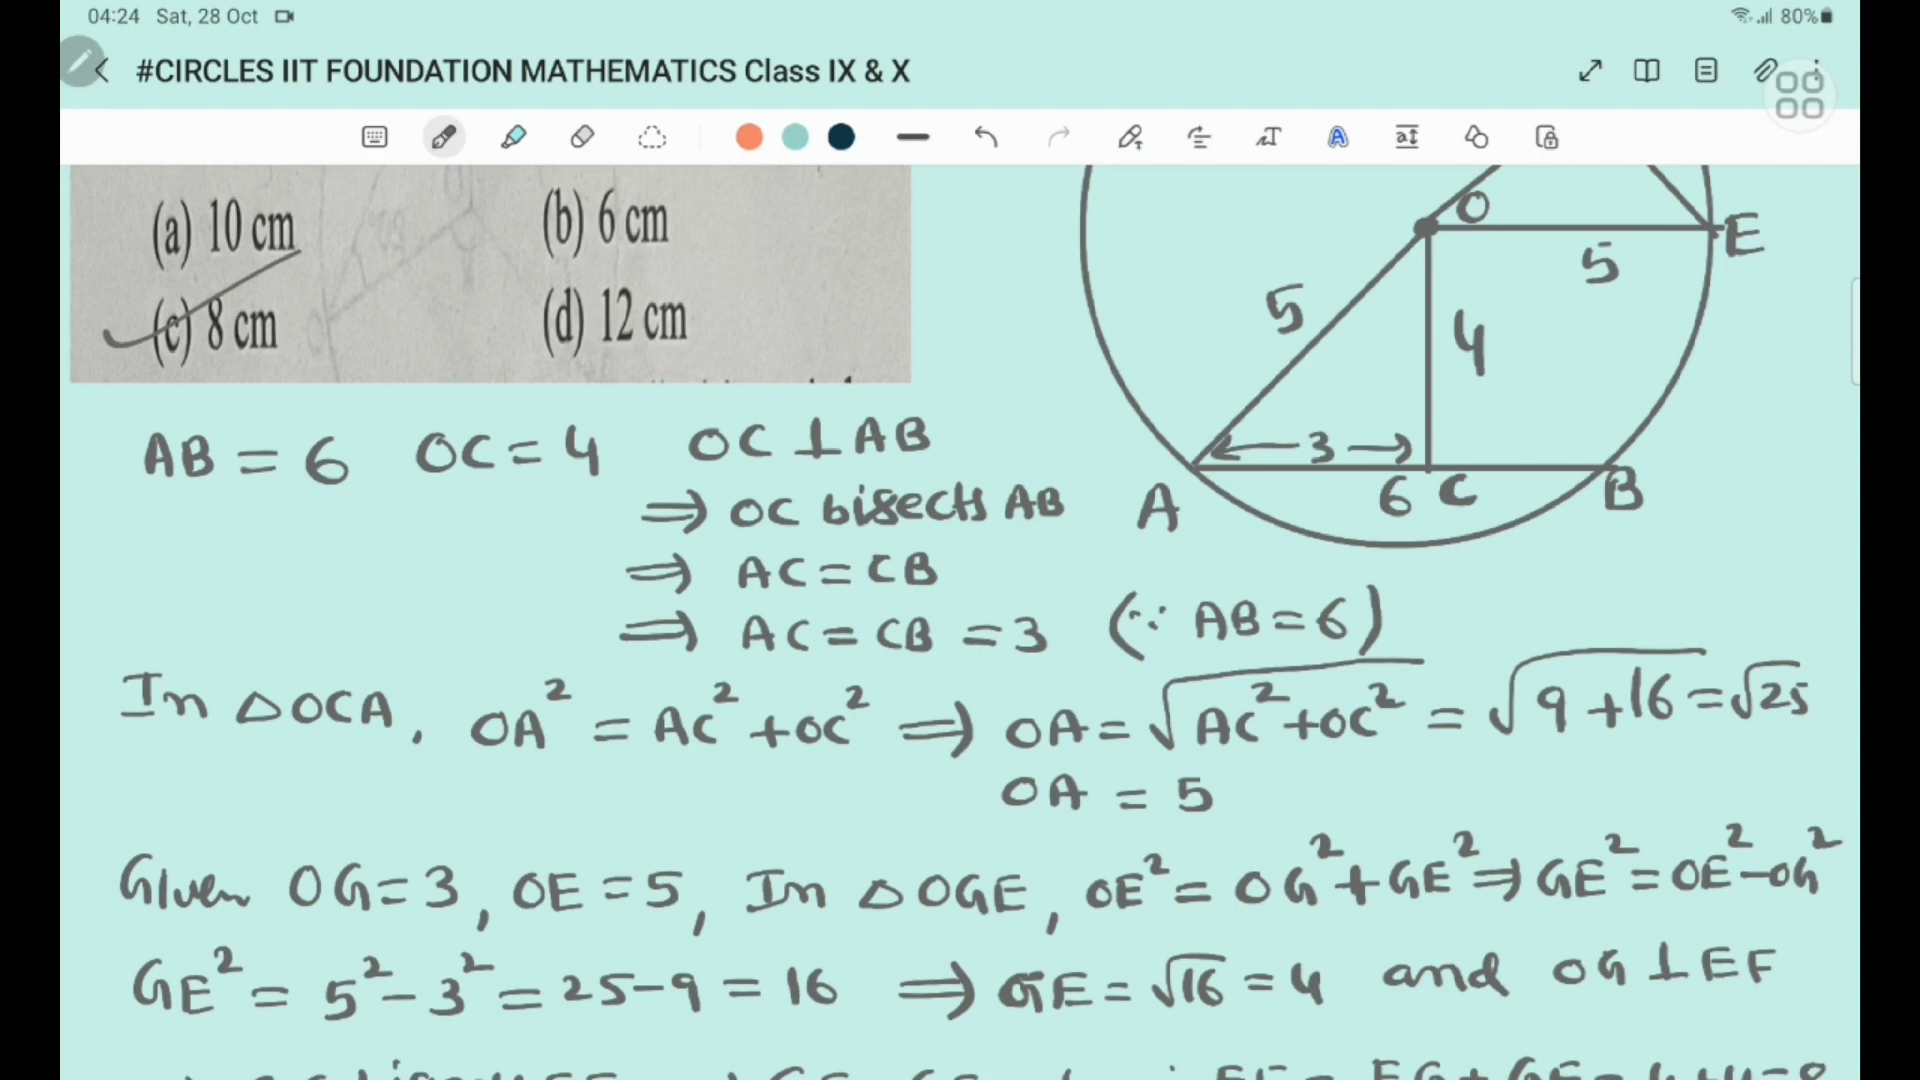 04:24 Sat, 28 Oct 80%
#CIRCLES IIT FOUNDATION MATHEMATICS Class IX & X
(a) 10 cm (b) 6 cm
(c) 8 cm (d) 12 cm
O
E
5
5
4
3
A 6 C B
AB = 6 OC = 4 OC ⊥ AB
⇒ OC bisects AB
⇒ AC = CB
⇒ AC = CB = 3 (∵ AB = 6)
In △OCA, OA² = AC² + OC² ⇒ OA = √AC² + OC² = √9 + 16 = √25
OA = 5
Given OG = 3, OE = 5, In △OGE, OE² = OG² + GE² ⇒ GE² = OE² - OG²
GE² = 5² - 3² = 25 - 9 = 16 ⇒ GE = √16 = 4 and OG ⊥ EF